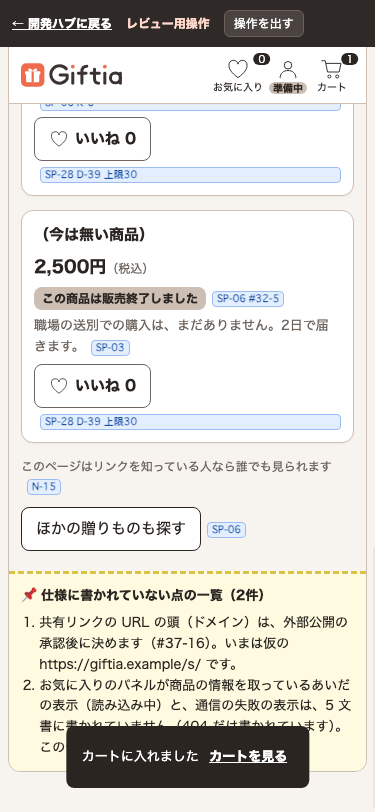 ← 開発ハブに戻る レビュー用操作 操作を出す
Giftia
0 1
お気に入り 準備中 カート
♡ いいね 0
SP-28 D-39 上限30
（今は無い商品）
2,500円（税込）
この商品は販売終了しました SP-06 #32-5
職場の送別での購入は、まだありません。2日で届
きます。 SP-03
♡ いいね 0
SP-28 D-39 上限30
このページはリンクを知っている人なら誰でも見られます
N-15
ほかの贈りものも探す SP-06
📌 仕様に書かれていない点の一覧（2件）
1. 共有リンクの URL の頭（ドメイン）は、外部公開の
承認後に決めます（#37-16）。いまは仮の
https://giftia.example/s/ です。
2. お気に入りのパネルが商品の情報を取っているあいだ
の表示（読み込み中）と、通信の失敗の表示は、5 文
書に書かれていません（404 だけ書かれています）。
この
カートに入れました カートを見る